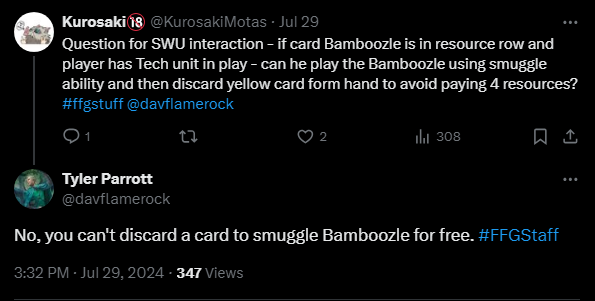 Kurosaki🔞 @KurosakiMotas · Jul 29
Question for SWU interaction - if card Bamboozle is in resource row and
player has Tech unit in play - can he play the Bamboozle using smuggle
ability and then discard yellow card form hand to avoid paying 4 resources?
#ffgstuff @davflamerock
1 2 308
Tyler Parrott
@davflamerock
No, you can't discard a card to smuggle Bamboozle for free. #FFGStaff
3:32 PM · Jul 29, 2024 · 347 Views